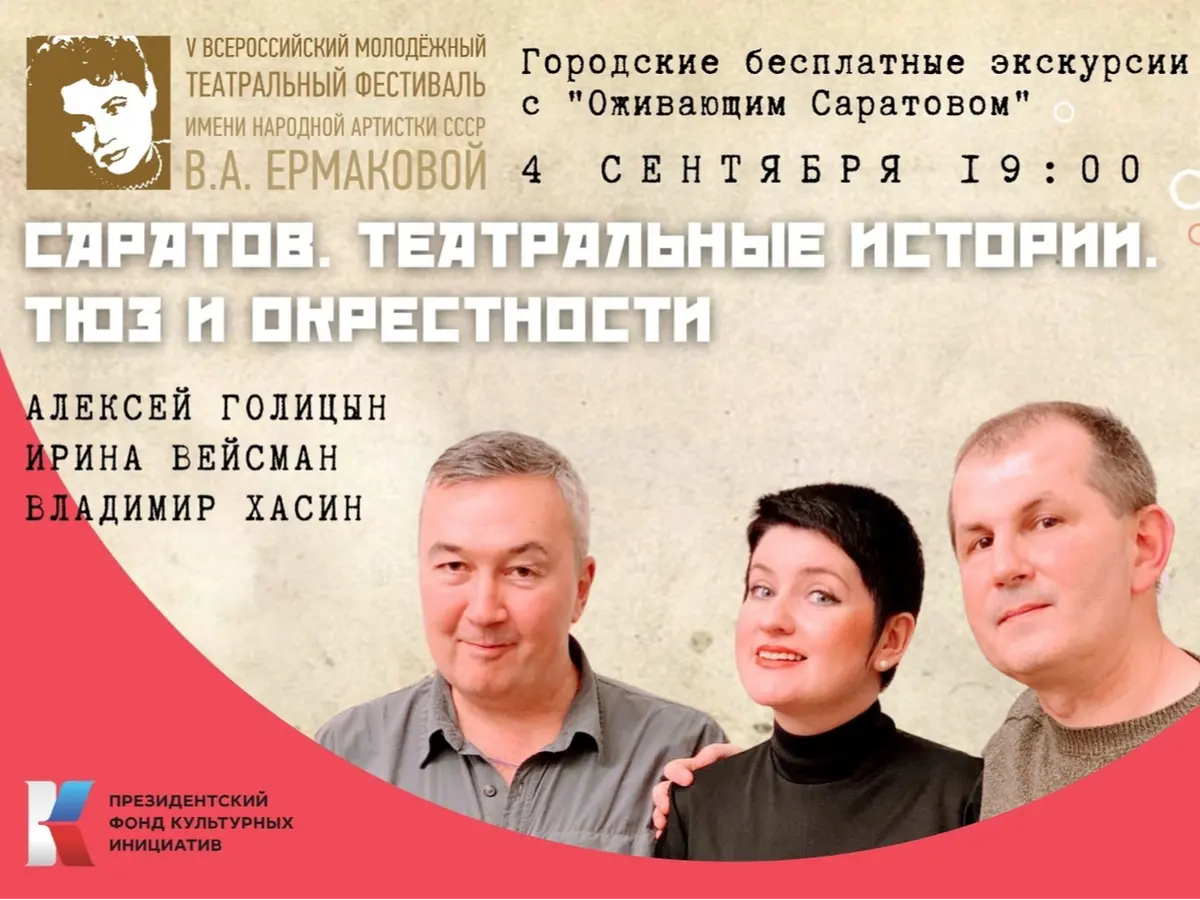 V ВСЕРОССИЙСКИЙ МОЛОДЁЖНЫЙ
ТЕАТРАЛЬНЫЙ ФЕСТИВАЛЬ
ИМЕНИ НАРОДНОЙ АРТИСТКИ СССР
В.А. ЕРМАКОВОЙ
Городские бесплатные экскурсии
с "Оживающим Саратовом"
4 СЕНТЯБРЯ 19:00
САРАТОВ. ТЕАТРАЛЬНЫЕ ИСТОРИИ.
ТЮЗ И ОКРЕСТНОСТИ
АЛЕКСЕЙ ГОЛИЦЫН
ИРИНА ВЕЙСМАН
ВЛАДИМИР ХАСИН
ПРЕЗИДЕНТСКИЙ
ФОНД КУЛЬТУРНЫХ
ИНИЦИАТИВ